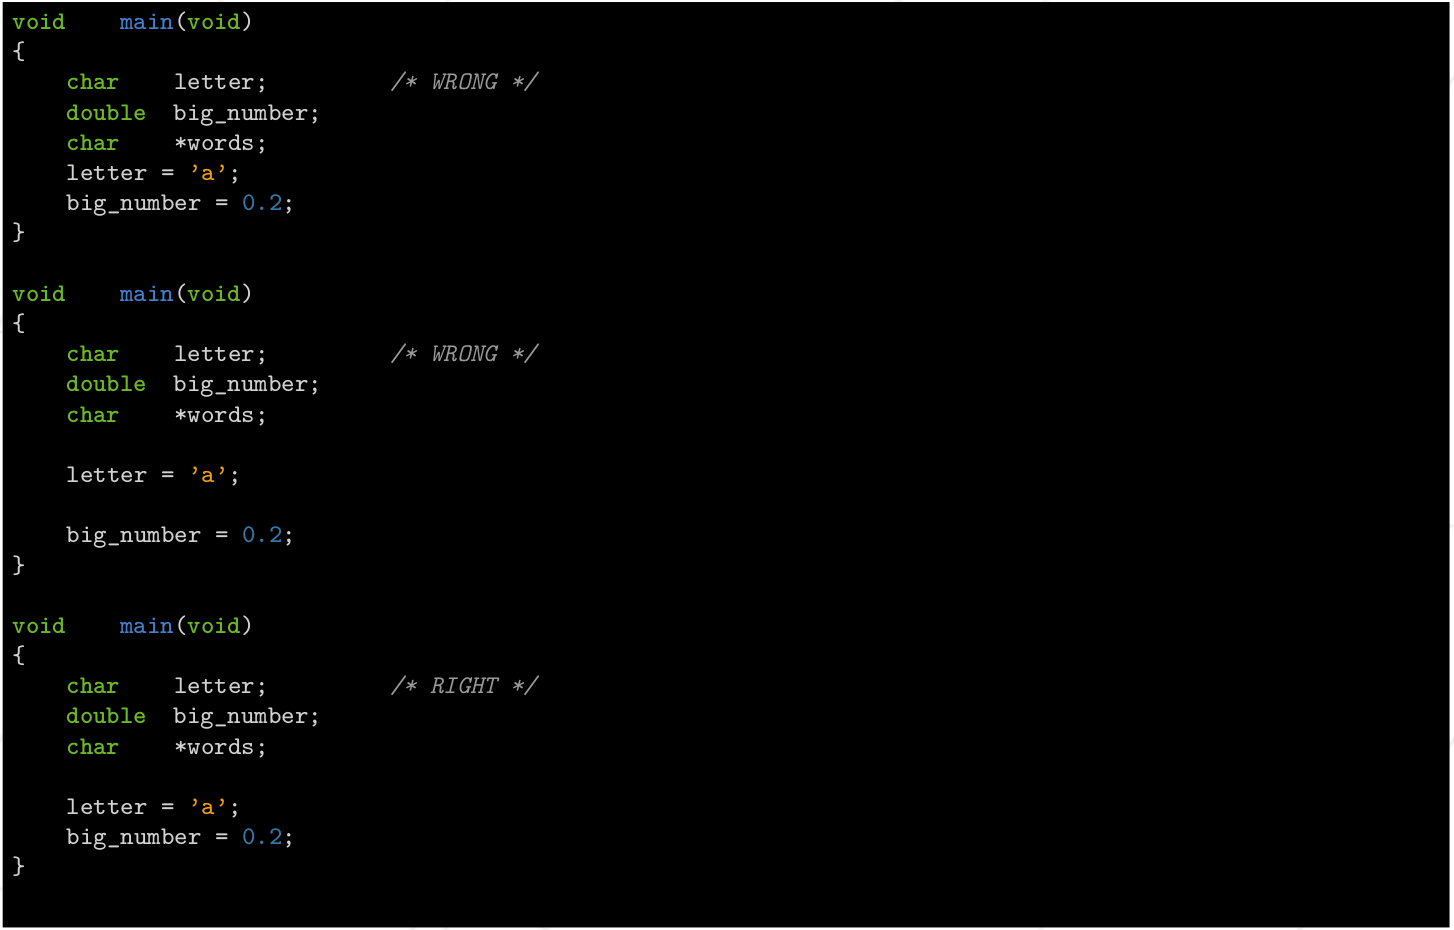 void    main(void)
{
    char    letter;         /* WRONG */
    double  big_number;
    char    *words;
    letter = ’a’;
    big_number = 0.2;
}

void    main(void)
{
    char    letter;         /* WRONG */
    double  big_number;
    char    *words;

    letter = ’a’;

    big_number = 0.2;
}

void    main(void)
{
    char    letter;         /* RIGHT */
    double  big_number;
    char    *words;

    letter = ’a’;
    big_number = 0.2;
}